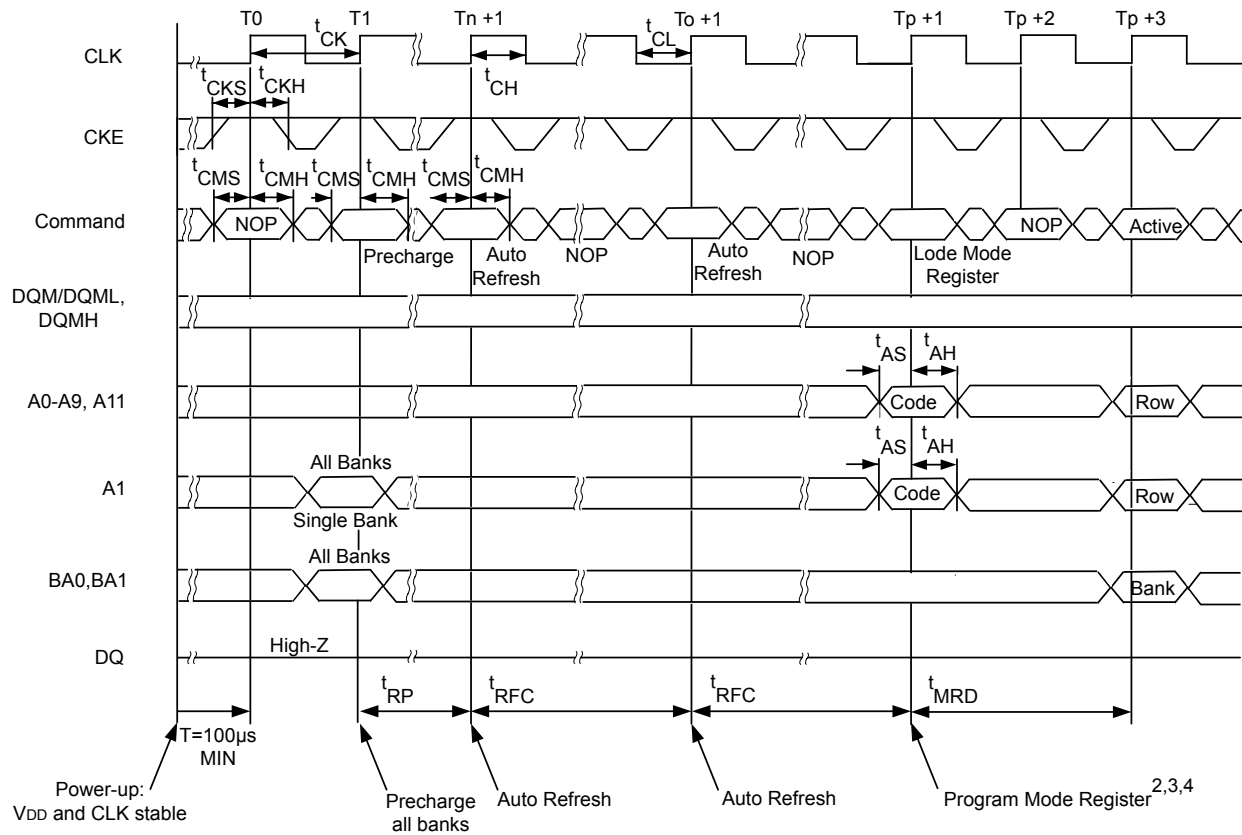 T0 T1 Tn +1 To +1 Tp +1 Tp +2 Tp +3
tCK tCL
CLK
tCH
tCKS tCKH
CKE
tCMS tCMH tCMS tCMH tCMS tCMH
Command NOP NOP Active
Precharge Auto Refresh NOP Auto Refresh NOP Lode Mode Register
DQM/DQML,
DQMH
tAS tAH
A0-A9, A11 Code Row
tAS tAH
All Banks
A1 Code Row
Single Bank
All Banks
BA0,BA1 Bank
High-Z
DQ
tRP tRFC tRFC tMRD
T=100µs
MIN
Power-up:
VDD and CLK stable
Precharge
all banks
Auto Refresh
Auto Refresh
Program Mode Register2,3,4